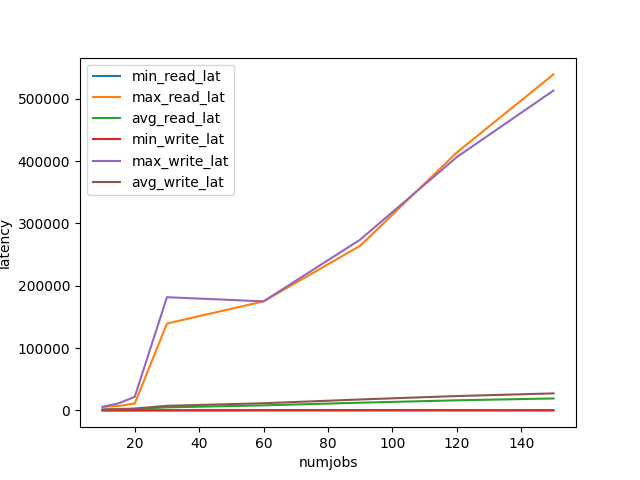 min_read_lat
max_read_lat
avg_read_lat
min_write_lat
max_write_lat
avg_write_lat
500000
400000
300000
200000
100000
0
latency
20 40 60 80 100 120 140
numjobs